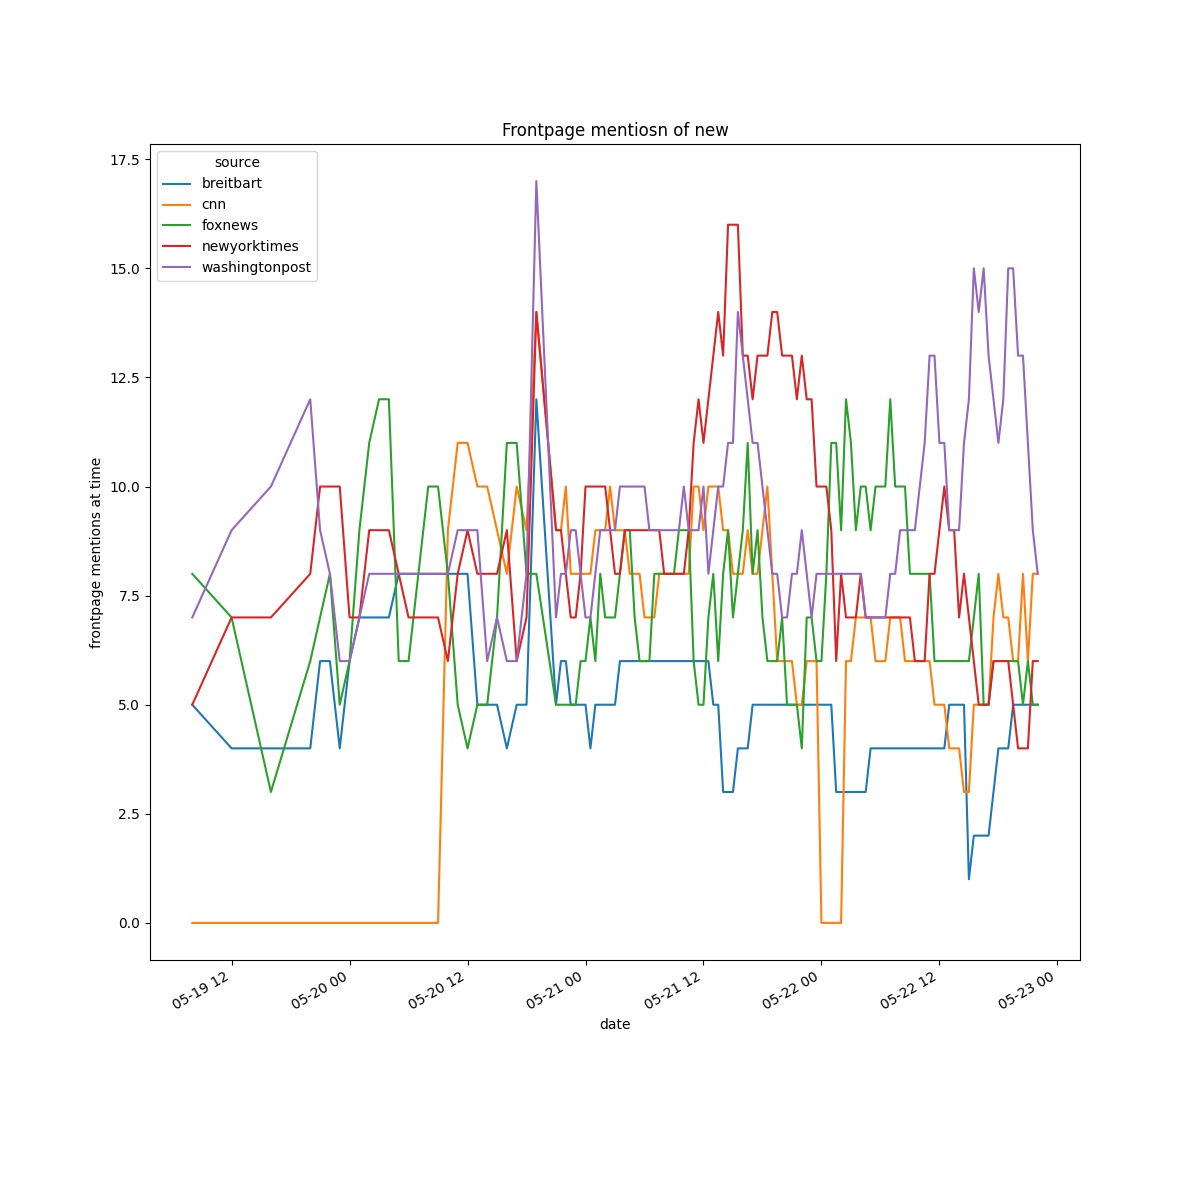 Frontpage mentiosn of new
source
breitbart
cnn
foxnews
newyorktimes
washingtonpost
17.5
15.0
12.5
10.0
7.5
5.0
2.5
0.0
frontpage mentions at time
05-19 12
05-20 00
05-20 12
05-21 00
05-21 12
05-22 00
05-22 12
05-23 00
date